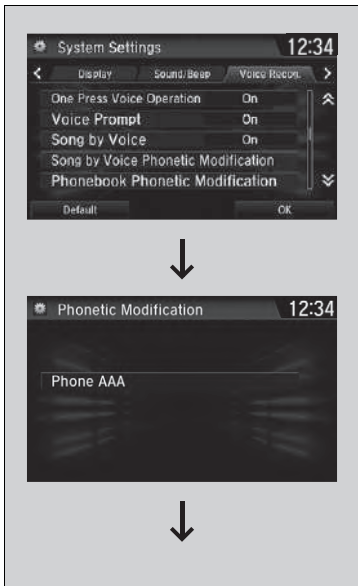 System Settings 12:34
< Display Sound/Beep Voice Recog. >
One Press Voice Operation On
Voice Prompt On
Song by Voice On
Song by Voice Phonetic Modification
Phonebook Phonetic Modification
Default OK
Phonetic Modification 12:34
Phone AAA